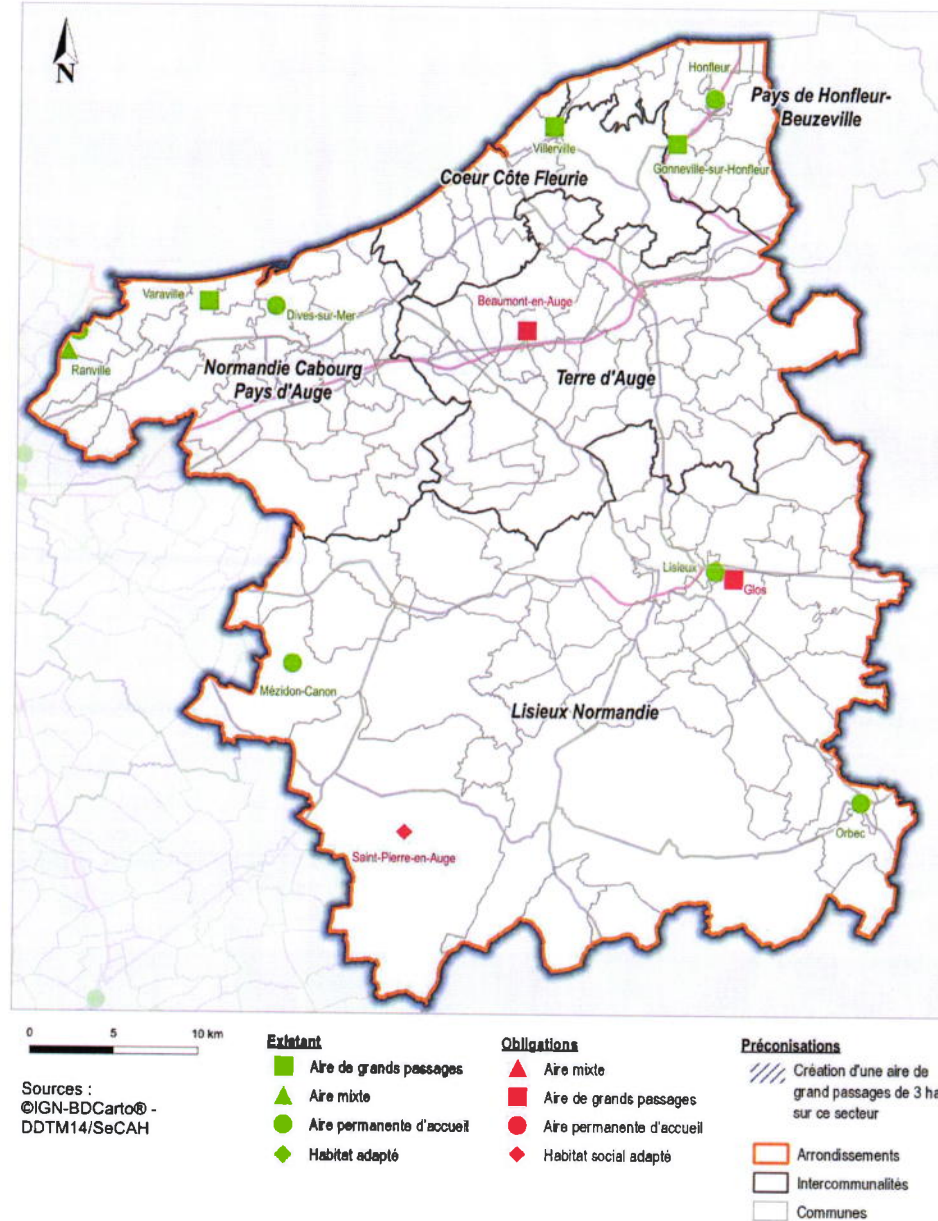 N
Honfleur
Pays de Honfleur-
Beuzeville
Villerville
Gonneville-sur-Honfleur
Coeur Côte Fleurie
Varaville
Dives-sur-Mer
Beaumont-en-Auge
Ranville
Normandie Cabourg
Pays d'Auge
Terre d'Auge
Lisieux
Glos
Mézidon-Canon
Lisieux Normandie
Orbec
Saint-Pierre-en-Auge
0 5 10 km
Sources :
©IGN-BDCarto® -
DDTM14/SeCAH
Existant
Aire de grands passages
Aire mixte
Aire permanente d'accueil
Habitat adapté
Obligations
Aire mixte
Aire de grands passages
Aire permanente d'accueil
Habitat social adapté
Préconisations
Création d'une aire de
grand passages de 3 ha
sur ce secteur
Arrondissements
Intercommunalités
Communes